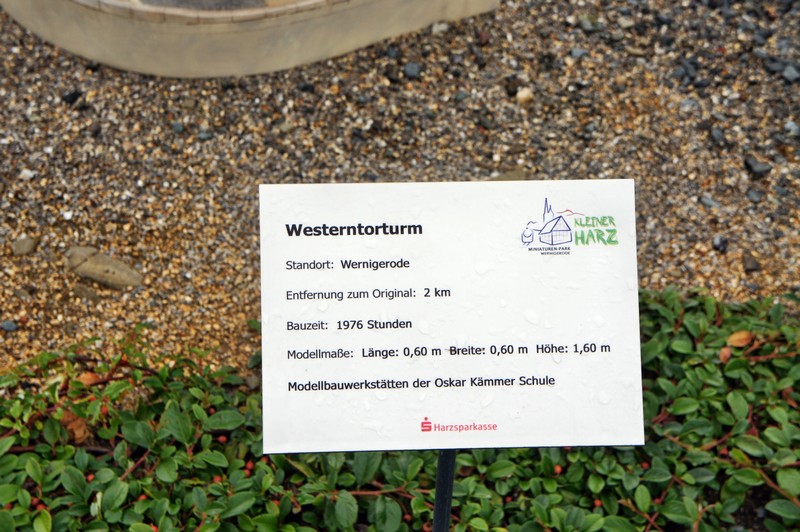 Westerntorturm
KLEINER
HARZ
MINIATUREN-PARK
WERNIGERODE
Standort: Wernigerode
Entfernung zum Original: 2 km
Bauzeit: 1976 Stunden
Modellmaße: Länge: 0,60 m Breite: 0,60 m Höhe: 1,60 m
Modellbauwerkstätten der Oskar Kämmer Schule
Harzsparkasse